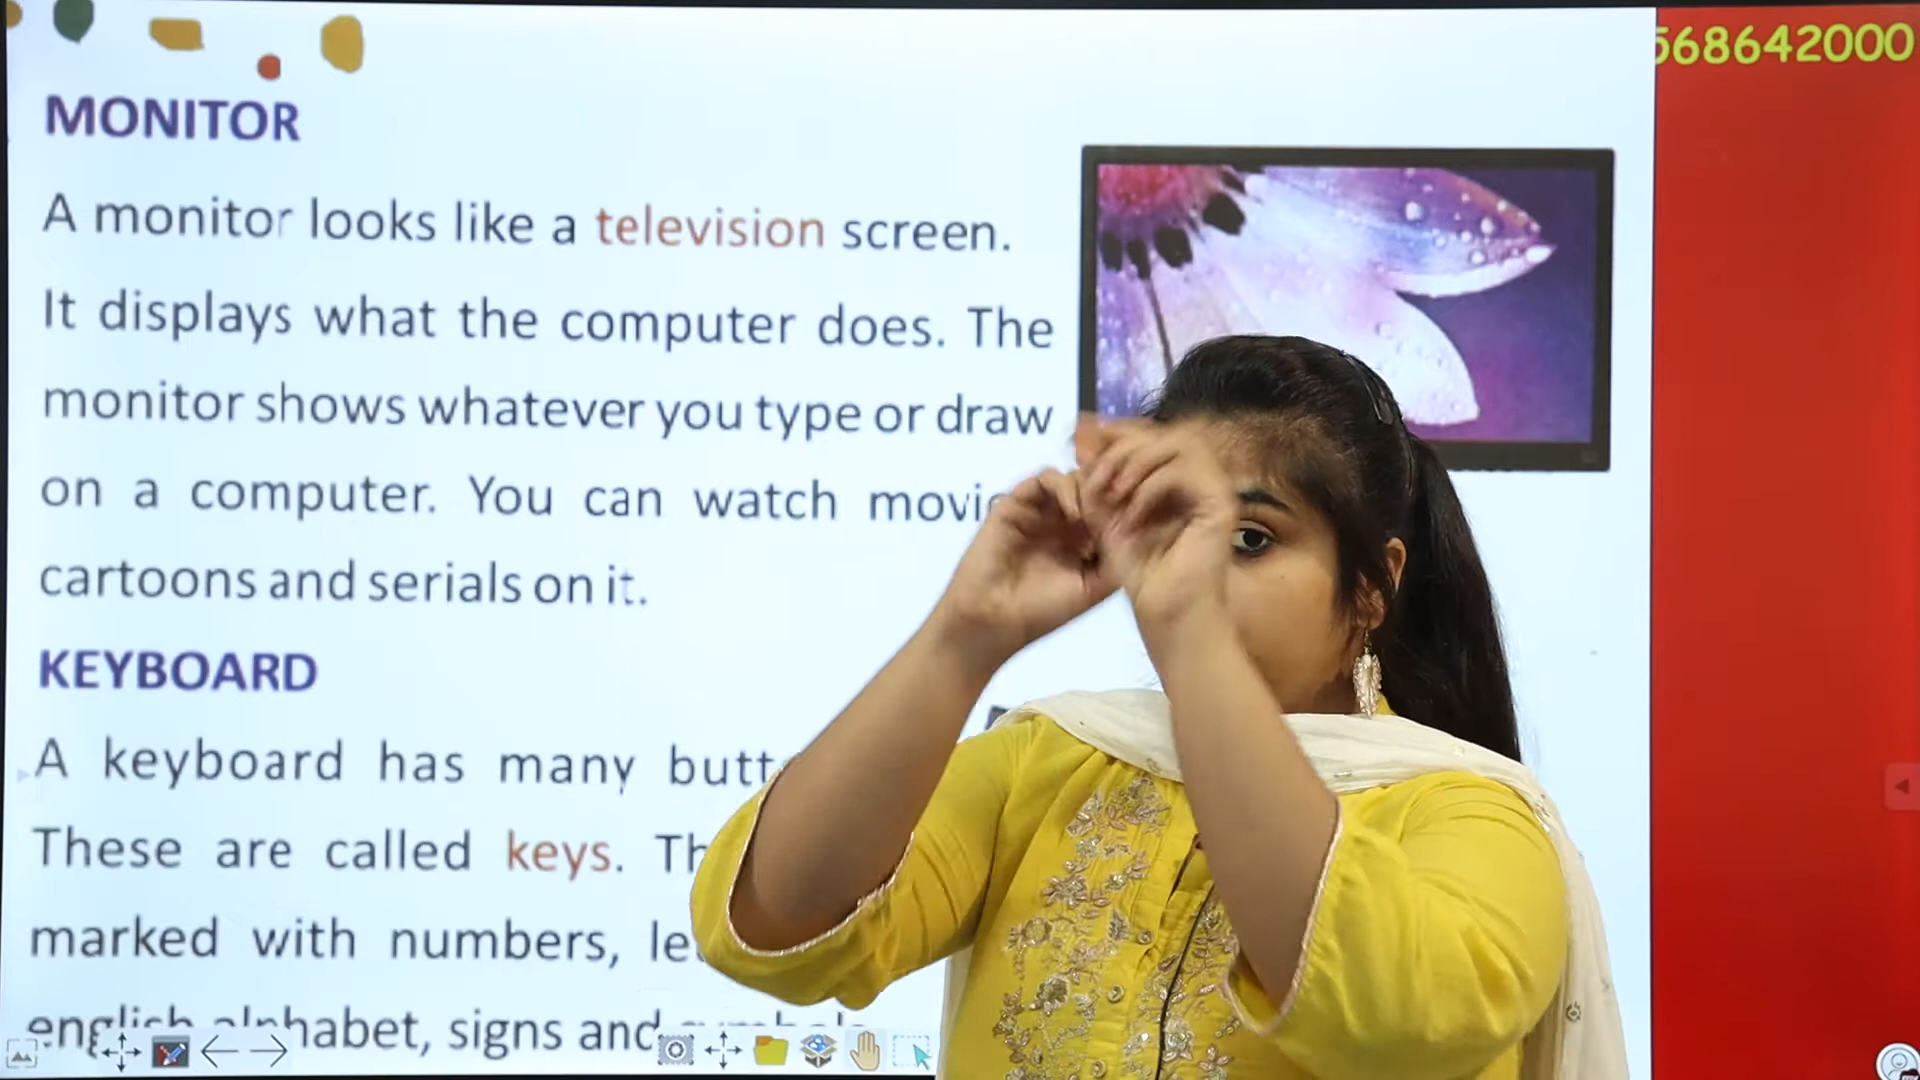 568642000
MONITOR
A monitor looks like a television screen.
It displays what the computer does. The
monitor shows whatever you type or draw
on a computer. You can watch
cartoons and serials on it.
KEYBOARD
A keyboard has many
These are called keys.
marked with numbers,
english alphabet, signs and